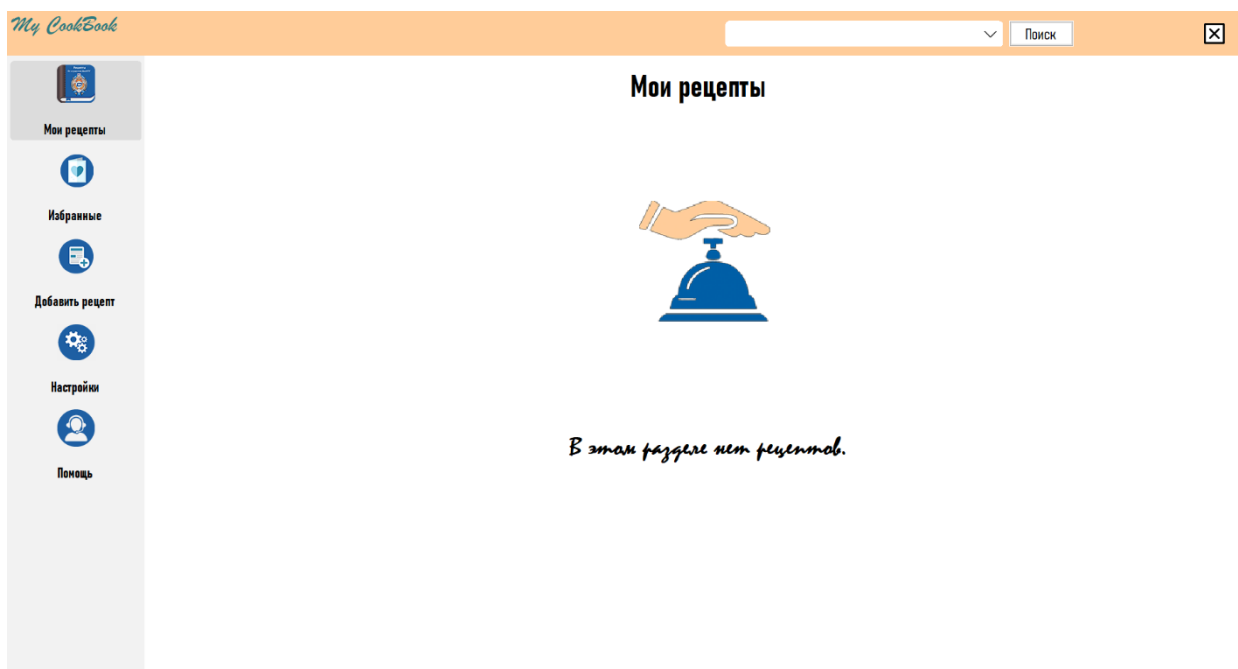 My CookBook
Поиск
Мои рецепты
Мои рецепты
Избранные
Добавить рецепт
Настройки
Помощь
В этом разделе нет рецептов.